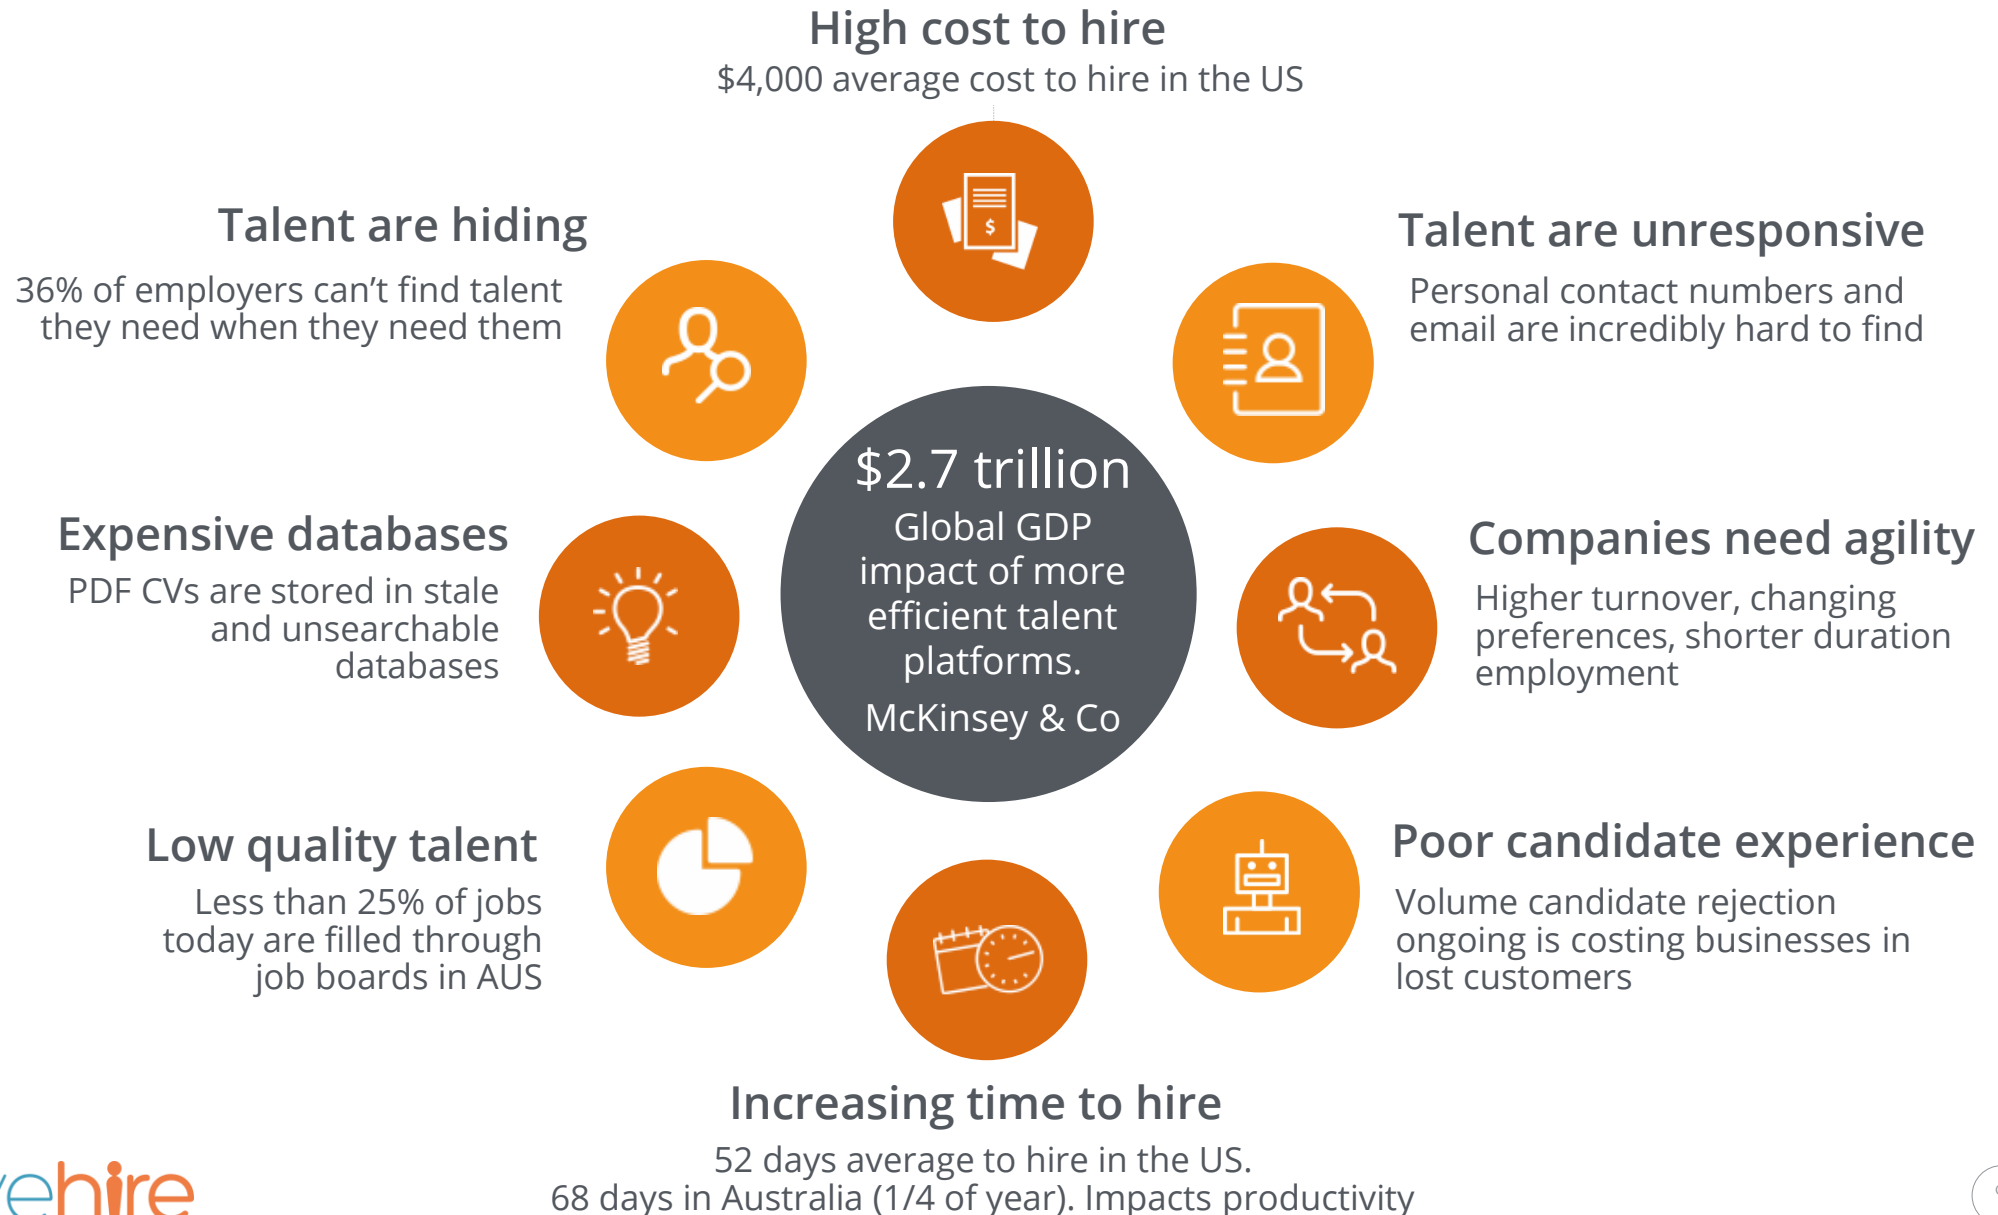 High cost to hire
$4,000 average cost to hire in the US
$
Talent are hiding
36% of employers can’t find talent
they need when they need them
Talent are unresponsive
Personal contact numbers and
email are incredibly hard to find
$2.7 trillion
Global GDP
impact of more
efficient talent
platforms.
McKinsey & Co
Expensive databases
PDF CVs are stored in stale
and unsearchable
databases
Companies need agility
Higher turnover, changing
preferences, shorter duration
employment
Low quality talent
Less than 25% of jobs
today are filled through
job boards in AUS
Poor candidate experience
Volume candidate rejection
ongoing is costing businesses in
lost customers
Increasing time to hire
52 days average to hire in the US.
68 days in Australia (1/4 of year). Impacts productivity
ehire